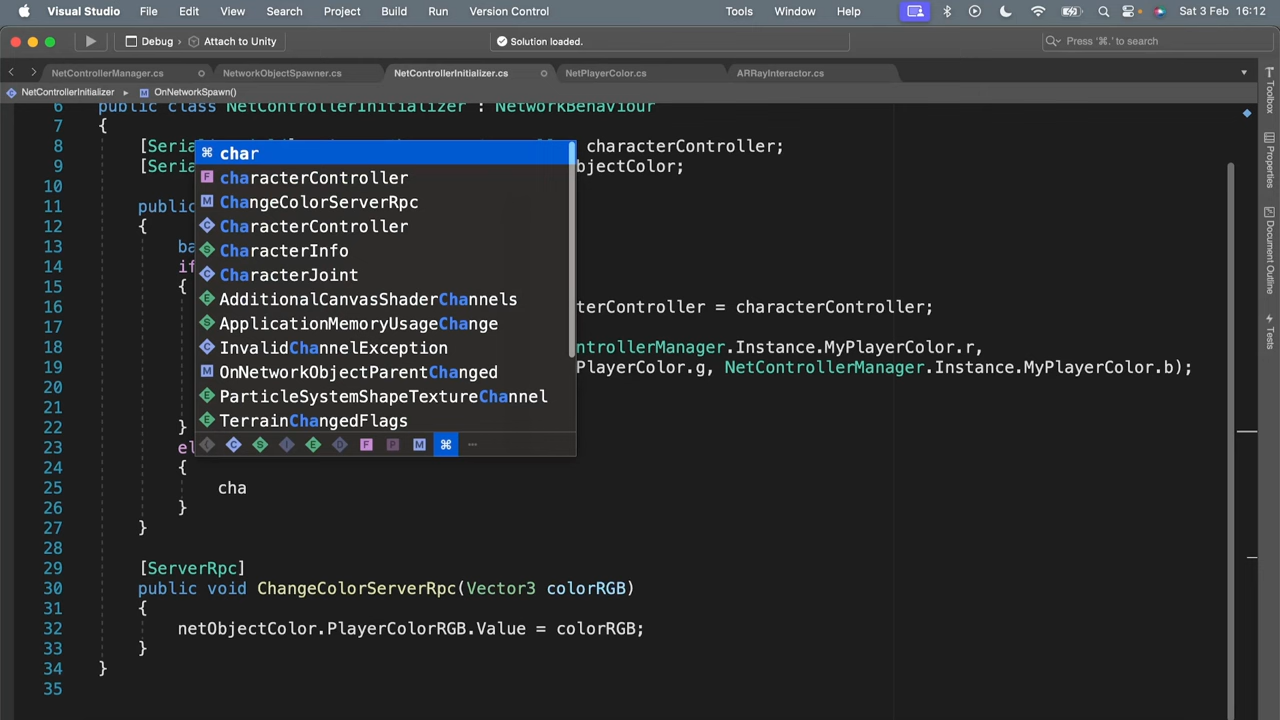 Visual Studio File Edit View Search Project Build Run Version Control Tools Window Help Sat 3 Feb 16:12
Debug Attach to Unity Solution loaded. Press '⌘.' to search
NetControllerManager.cs NetworkObjectSpawner.cs NetControllerInitializer.cs NetPlayerColor.cs ARRayInteractor.cs
NetControllerInitializer OnNetworkSpawn()
6 public class NetControllerInitializer : NetworkBehaviour
7 {
8 [Seria characterController;
9 [Seria bjectColor;
10
11 public
12 {
13 ba
14 if
15 {
16 terController = characterController;
17
18 ntrollerManager.Instance.MyPlayerColor.r,
19 PlayerColor.g, NetControllerManager.Instance.MyPlayerColor.b);
20
21
22 }
23 el
24 {
25 cha
26 }
27 }
28
29 [ServerRpc]
30 public void ChangeColorServerRpc(Vector3 colorRGB)
31 {
32 netObjectColor.PlayerColorRGB.Value = colorRGB;
33 }
34 }
35
char
characterController
ChangeColorServerRpc
CharacterController
CharacterInfo
CharacterJoint
AdditionalCanvasShaderChannels
ApplicationMemoryUsageChange
InvalidChannelException
OnNetworkObjectParentChanged
ParticleSystemShapeTextureChannel
TerrainChangedFlags
Toolbox
Properties
Document Outline
Tests